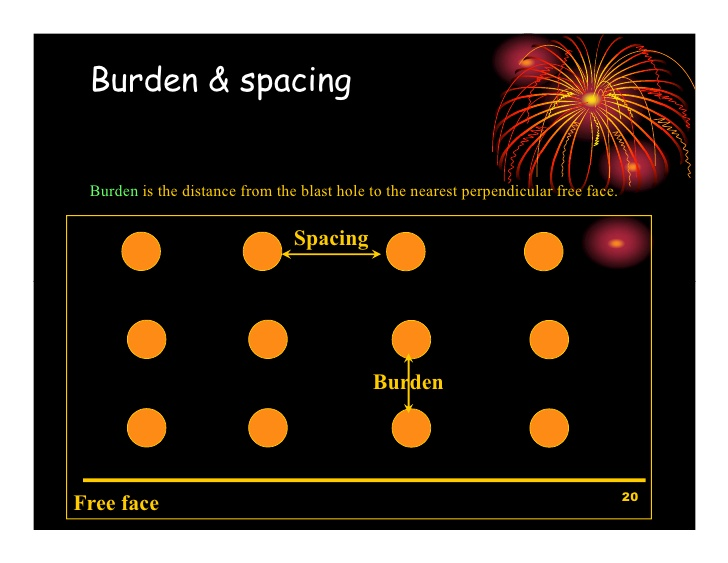 Burden & spacing
Burden is the distance from the blast hole to the nearest perpendicular free face.
Spacing
Burden
Free face
20